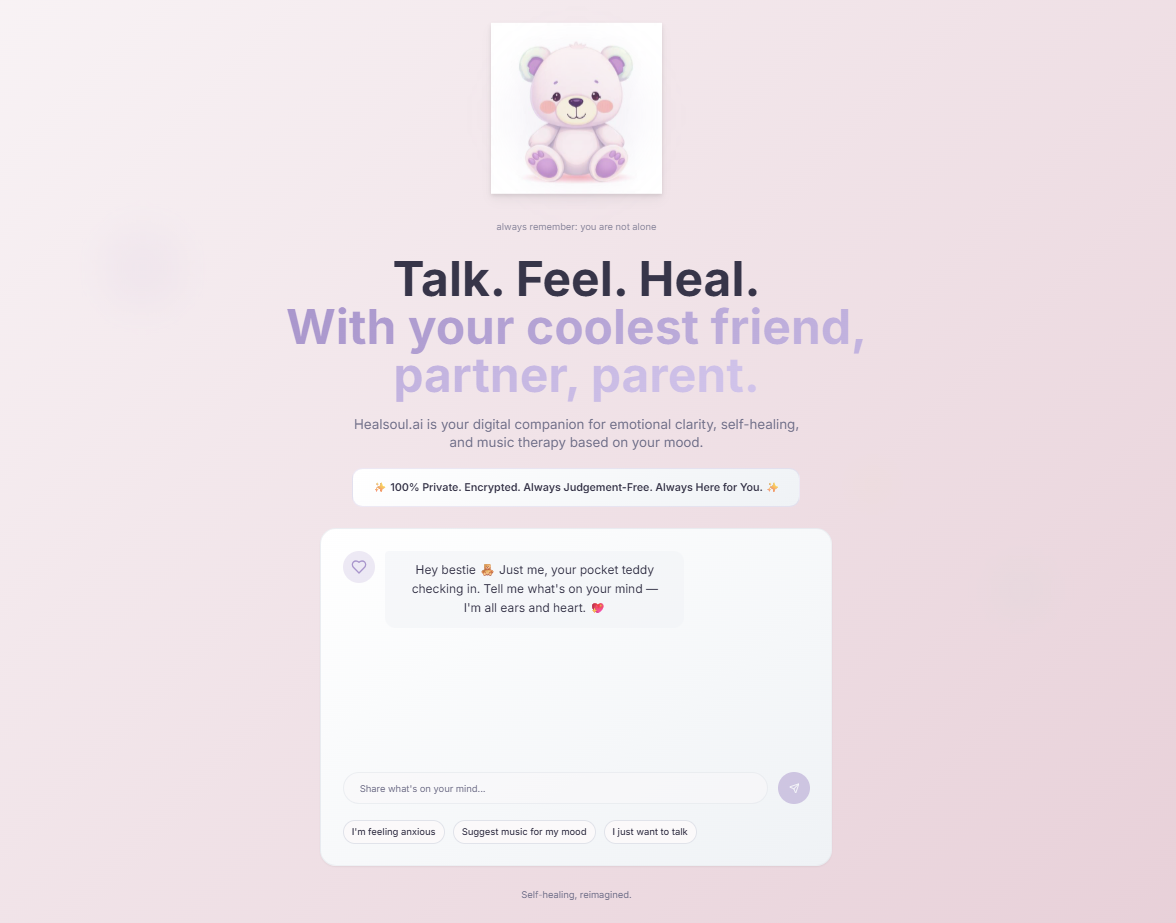 always remember: you are not alone
Talk. Feel. Heal.
With your coolest friend,
partner, parent.
Healsoul.ai is your digital companion for emotional clarity, self-healing,
and music therapy based on your mood.
✨ 100% Private. Encrypted. Always Judgement-Free. Always Here for You. ✨
Hey bestie 🧸 Just me, your pocket teddy
checking in. Tell me what's on your mind —
I'm all ears and heart. 💖
Share what's on your mind...
I'm feeling anxious
Suggest music for my mood
I just want to talk
Self-healing, reimagined.